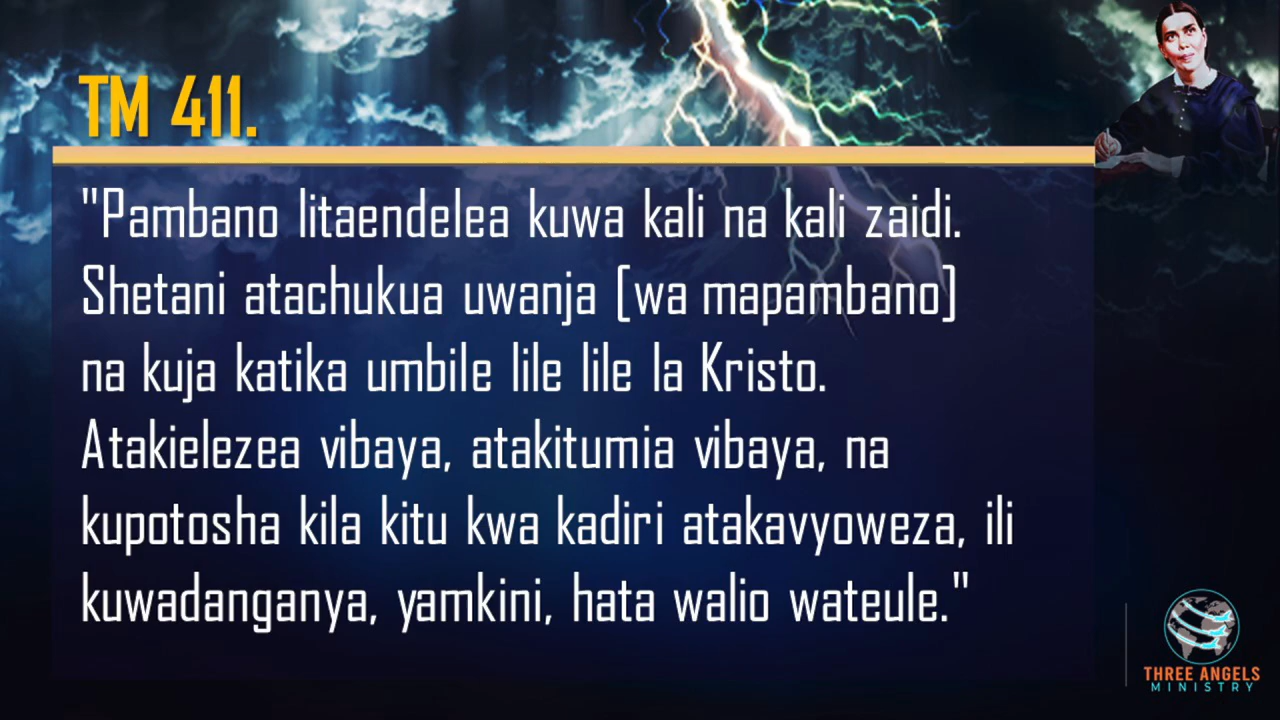 TM 411.
"Pambano litaendelea kuwa kali na kali zaidi.
Shetani atachukua uwanja [wa mapambano]
na kuja katika umbile lile lile la Kristo.
Atakielezea vibaya, atakitumia vibaya, na
kupotosha kila kitu kwa kadiri atakavyoweza, ili
kuwadanganya, yamkini, hata walio wateule."
THREE ANGELS
MINISTRY